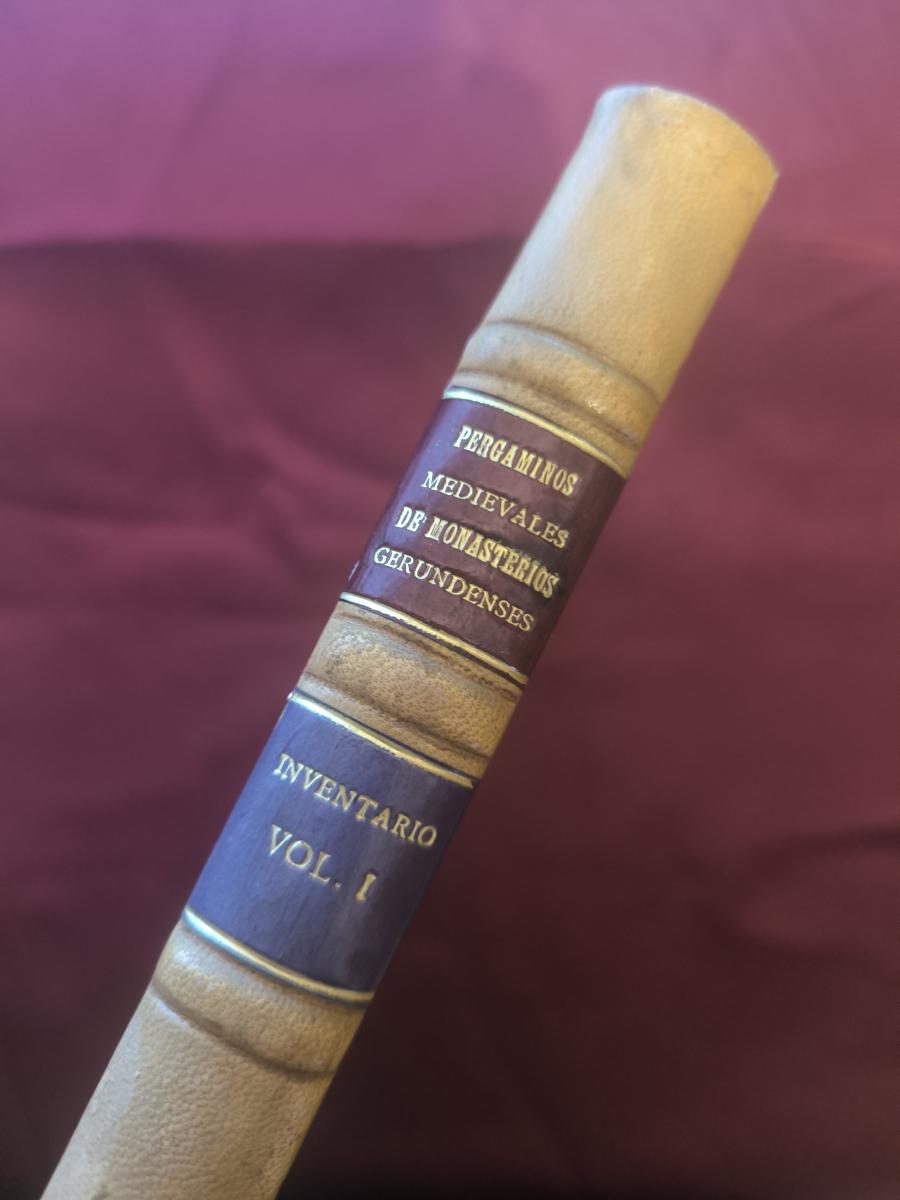 PERGAMINOS
MEDIEVALES
DE MONASTERIOS
GERUNDENSES
INVENTARIO
VOL. I